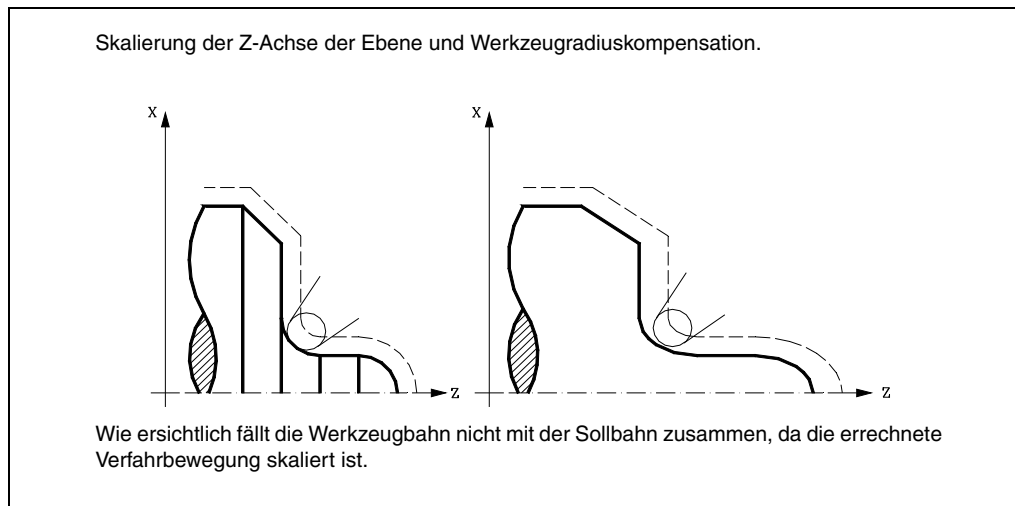 Skalierung der Z-Achse der Ebene und Werkzeugradiuskompensation.
X
X
Z
Z
Wie ersichtlich fällt die Werkzeugbahn nicht mit der Sollbahn zusammen, da die errechnete
Verfahrbewegung skaliert ist.